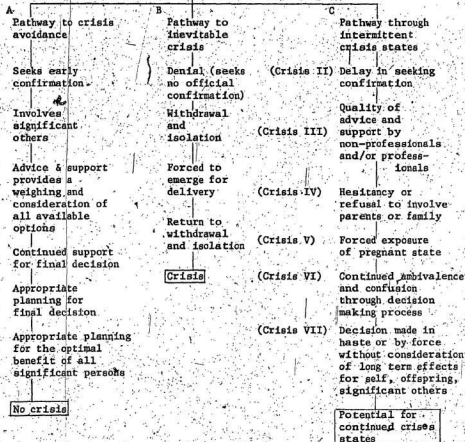 A
Pathway to crisis
avoidance
Seeks early
confirmation
Involves
significant
others
Advice & support
provides a
weighing and
consideration of
all available
options
Continued support
for final decision
Appropriate
planning for
final decision
Appropriate planning
for the optimal
benefit of all
significant persons
No crisis
B
Pathway to
inevitable
crisis
Denial (seeks
no official
confirmation)
Withdrawal
and
isolation
Forced to
emerge for
delivery
Return to
withdrawal
and isolation
Crisis
C
Pathway through
intermittent
crisis states
(Crisis II) Delay in seeking
confirmation
(Crisis III) Quality of
advice and
support by
non-professionals
and/or profess-
ionals
(Crisis IV) Hesitancy or
refusal to involve
parents or family
(Crisis V) Forced exposure
of pregnant state
(Crisis VI) Continued ambivalence
and confusion
through decision
making process
(Crisis VII) Decision made in
haste or by force
without consideration
of long term effects
for self, offspring,
significant others
Potential for
continued crises
states